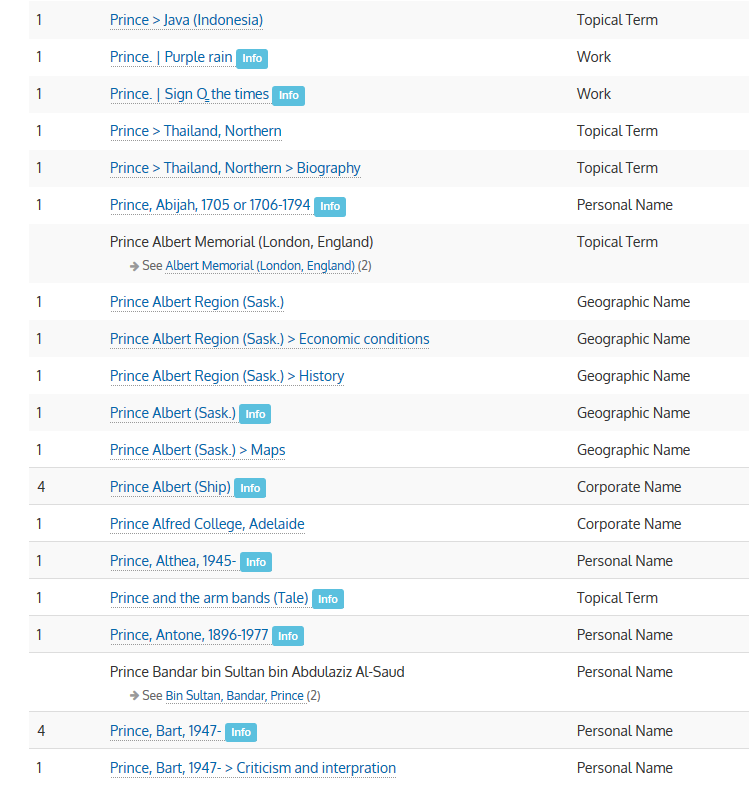 1 Prince > Java (Indonesia) Topical Term
1 Prince. | Purple rain Info Work
1 Prince. | Sign O̲ the times Info Work
1 Prince > Thailand, Northern Topical Term
1 Prince > Thailand, Northern > Biography Topical Term
1 Prince, Abijah, 1705 or 1706-1794 Info Personal Name
Prince Albert Memorial (London, England) Topical Term
➔ See Albert Memorial (London, England) (2)
1 Prince Albert Region (Sask.) Geographic Name
1 Prince Albert Region (Sask.) > Economic conditions Geographic Name
1 Prince Albert Region (Sask.) > History Geographic Name
1 Prince Albert (Sask.) Info Geographic Name
1 Prince Albert (Sask.) > Maps Geographic Name
4 Prince Albert (Ship) Info Corporate Name
1 Prince Alfred College, Adelaide Corporate Name
1 Prince, Althea, 1945- Info Personal Name
1 Prince and the arm bands (Tale) Info Topical Term
1 Prince, Antone, 1896-1977 Info Personal Name
Prince Bandar bin Sultan bin Abdulaziz Al-Saud Personal Name
➔ See Bin Sultan, Bandar, Prince (2)
4 Prince, Bart, 1947- Info Personal Name
1 Prince, Bart, 1947- > Criticism and interpration Personal Name